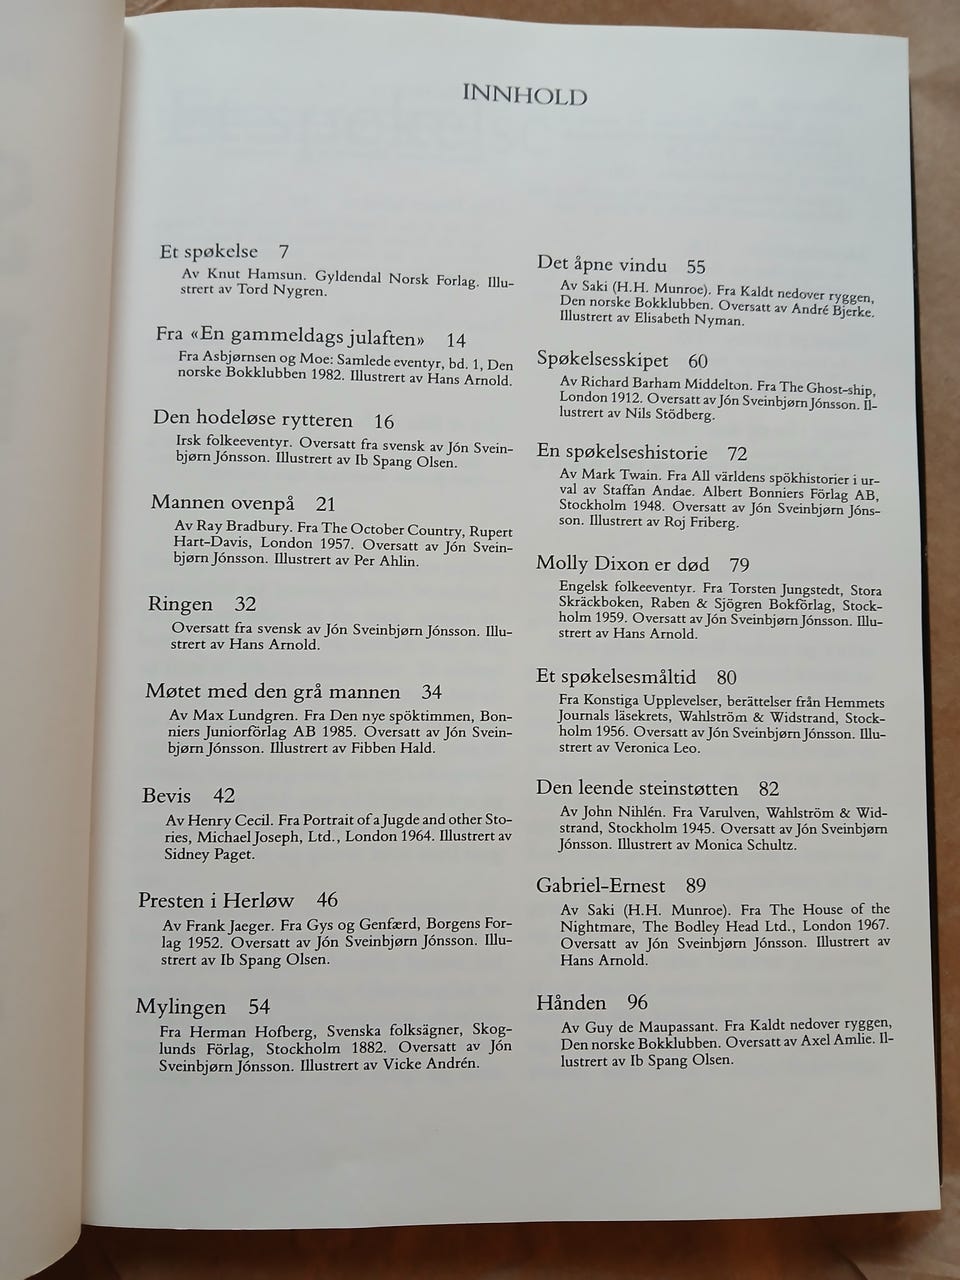 INNHOLD
Et spøkelse 7
Av Knut Hamsun. Gyldendal Norsk Forlag. Illu-
strert av Tord Nygren.
Fra «En gammeldags julaften» 14
Fra Asbjørnsen og Moe: Samlede eventyr, bd. 1, Den
norske Bokklubben 1982. Illustrert av Hans Arnold.
Den hodeløse rytteren 16
Irsk folkeeventyr. Oversatt fra svensk av Jón Svein-
bjørn Jónsson. Illustrert av Ib Spang Olsen.
Mannen ovenpå 21
Av Ray Bradbury. Fra The October Country, Rupert
Hart-Davis, London 1957. Oversatt av Jón Svein-
bjørn Jónsson. Illustrert av Per Ahlin.
Ringen 32
Oversatt fra svensk av Jón Sveinbjørn Jónsson. Illu-
strert av Hans Arnold.
Møtet med den grå mannen 34
Av Max Lundgren. Fra Den nye spöktimmen, Bon-
niers Juniorförlag AB 1985. Oversatt av Jón Svein-
bjørn Jónsson. Illustrert av Fibben Hald.
Bevis 42
Av Henry Cecil. Fra Portrait of a Jugde and other Sto-
ries, Michael Joseph, Ltd., London 1964. Illustrert av
Sidney Paget.
Presten i Herløw 46
Av Frank Jaeger. Fra Gys og Genfærd, Borgens For-
lag 1952. Oversatt av Jón Sveinbjørn Jónsson. Illu-
strert av Ib Spang Olsen.
Mylingen 54
Fra Herman Hofberg, Svenska folksägner, Skog-
lunds Förlag, Stockholm 1882. Oversatt av Jón
Sveinbjørn Jónsson. Illustrert av Vicke Andrén.
Det åpne vindu 55
Av Saki (H.H. Munroe). Fra Kaldt nedover ryggen,
Den norske Bokklubben. Oversatt av André Bjerke.
Illustrert av Elisabeth Nyman.
Spøkelsesskipet 60
Av Richard Barham Middelton. Fra The Ghost-ship,
London 1912. Oversatt av Jón Sveinbjørn Jónsson. Il-
lustrert av Nils Stödberg.
En spøkelseshistorie 72
Av Mark Twain. Fra All världens spökhistorier i ur-
val av Staffan Andae. Albert Bonniers Förlag AB,
Stockholm 1948. Oversatt av Jón Sveinbjørn Jóns-
son. Illustrert av Roj Friberg.
Molly Dixon er død 79
Engelsk folkeeventyr. Fra Torsten Jungstedt, Stora
Skräckboken, Raben & Sjögren Bokförlag, Stock-
holm 1959. Oversatt av Jón Sveinbjørn Jónsson. Illu-
strert av Hans Arnold.
Et spøkelsesmåltid 80
Fra Konstiga Upplevelser, berättelser från Hemmets
Journals läsekrets, Wahlström & Widstrand, Stock-
holm 1956. Oversatt av Jón Sveinbjørn Jónsson. Illu-
strert av Veronica Leo.
Den leende steinstøtten 82
Av John Nihlén. Fra Varulven, Wahlström & Wid-
strand, Stockholm 1945. Oversatt av Jón Sveinbjørn
Jónsson. Illustrert av Monica Schultz.
Gabriel-Ernest 89
Av Saki (H.H. Munroe). Fra The House of the
Nightmare, The Bodley Head Ltd., London 1967.
Oversatt av Jón Sveinbjørn Jónsson. Illustrert av
Hans Arnold.
Hånden 96
Av Guy de Maupassant. Fra Kaldt nedover ryggen,
Den norske Bokklubben. Oversatt av Axel Amlie. Il-
lustrert av Ib Spang Olsen.